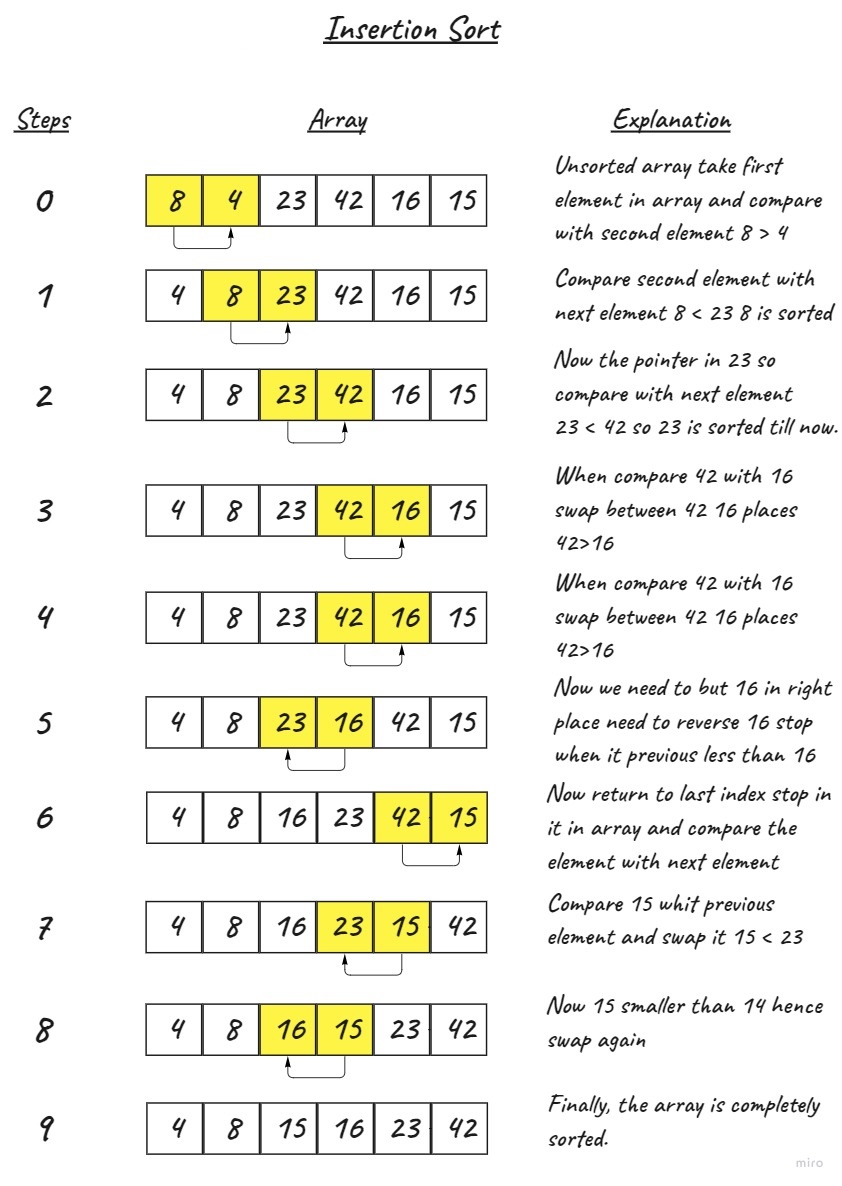 Insertion Sort
Steps Array Explanation
0 8 4 23 42 16 15
Unsorted array take first
element in array and compare
with second element 8 > 4
1 4 8 23 42 16 15
Compare second element with
next element 8 < 23 8 is sorted
2 4 8 23 42 16 15
Now the pointer in 23 so
compare with next element
23 < 42 so 23 is sorted till now.
3 4 8 23 42 16 15
When compare 42 with 16
swap between 42 16 places
42>16
4 4 8 23 42 16 15
When compare 42 with 16
swap between 42 16 places
42>16
5 4 8 23 16 42 15
Now we need to but 16 in right
place need to reverse 16 stop
when it previous less than 16
6 4 8 16 23 42 15
Now return to last index stop in
it in array and compare the
element with next element
7 4 8 16 23 15 42
Compare 15 whit previous
element and swap it 15 < 23
8 4 8 16 15 23 42
Now 15 smaller than 14 hence
swap again
9 4 8 15 16 23 42
Finally, the array is completely
sorted.
miro